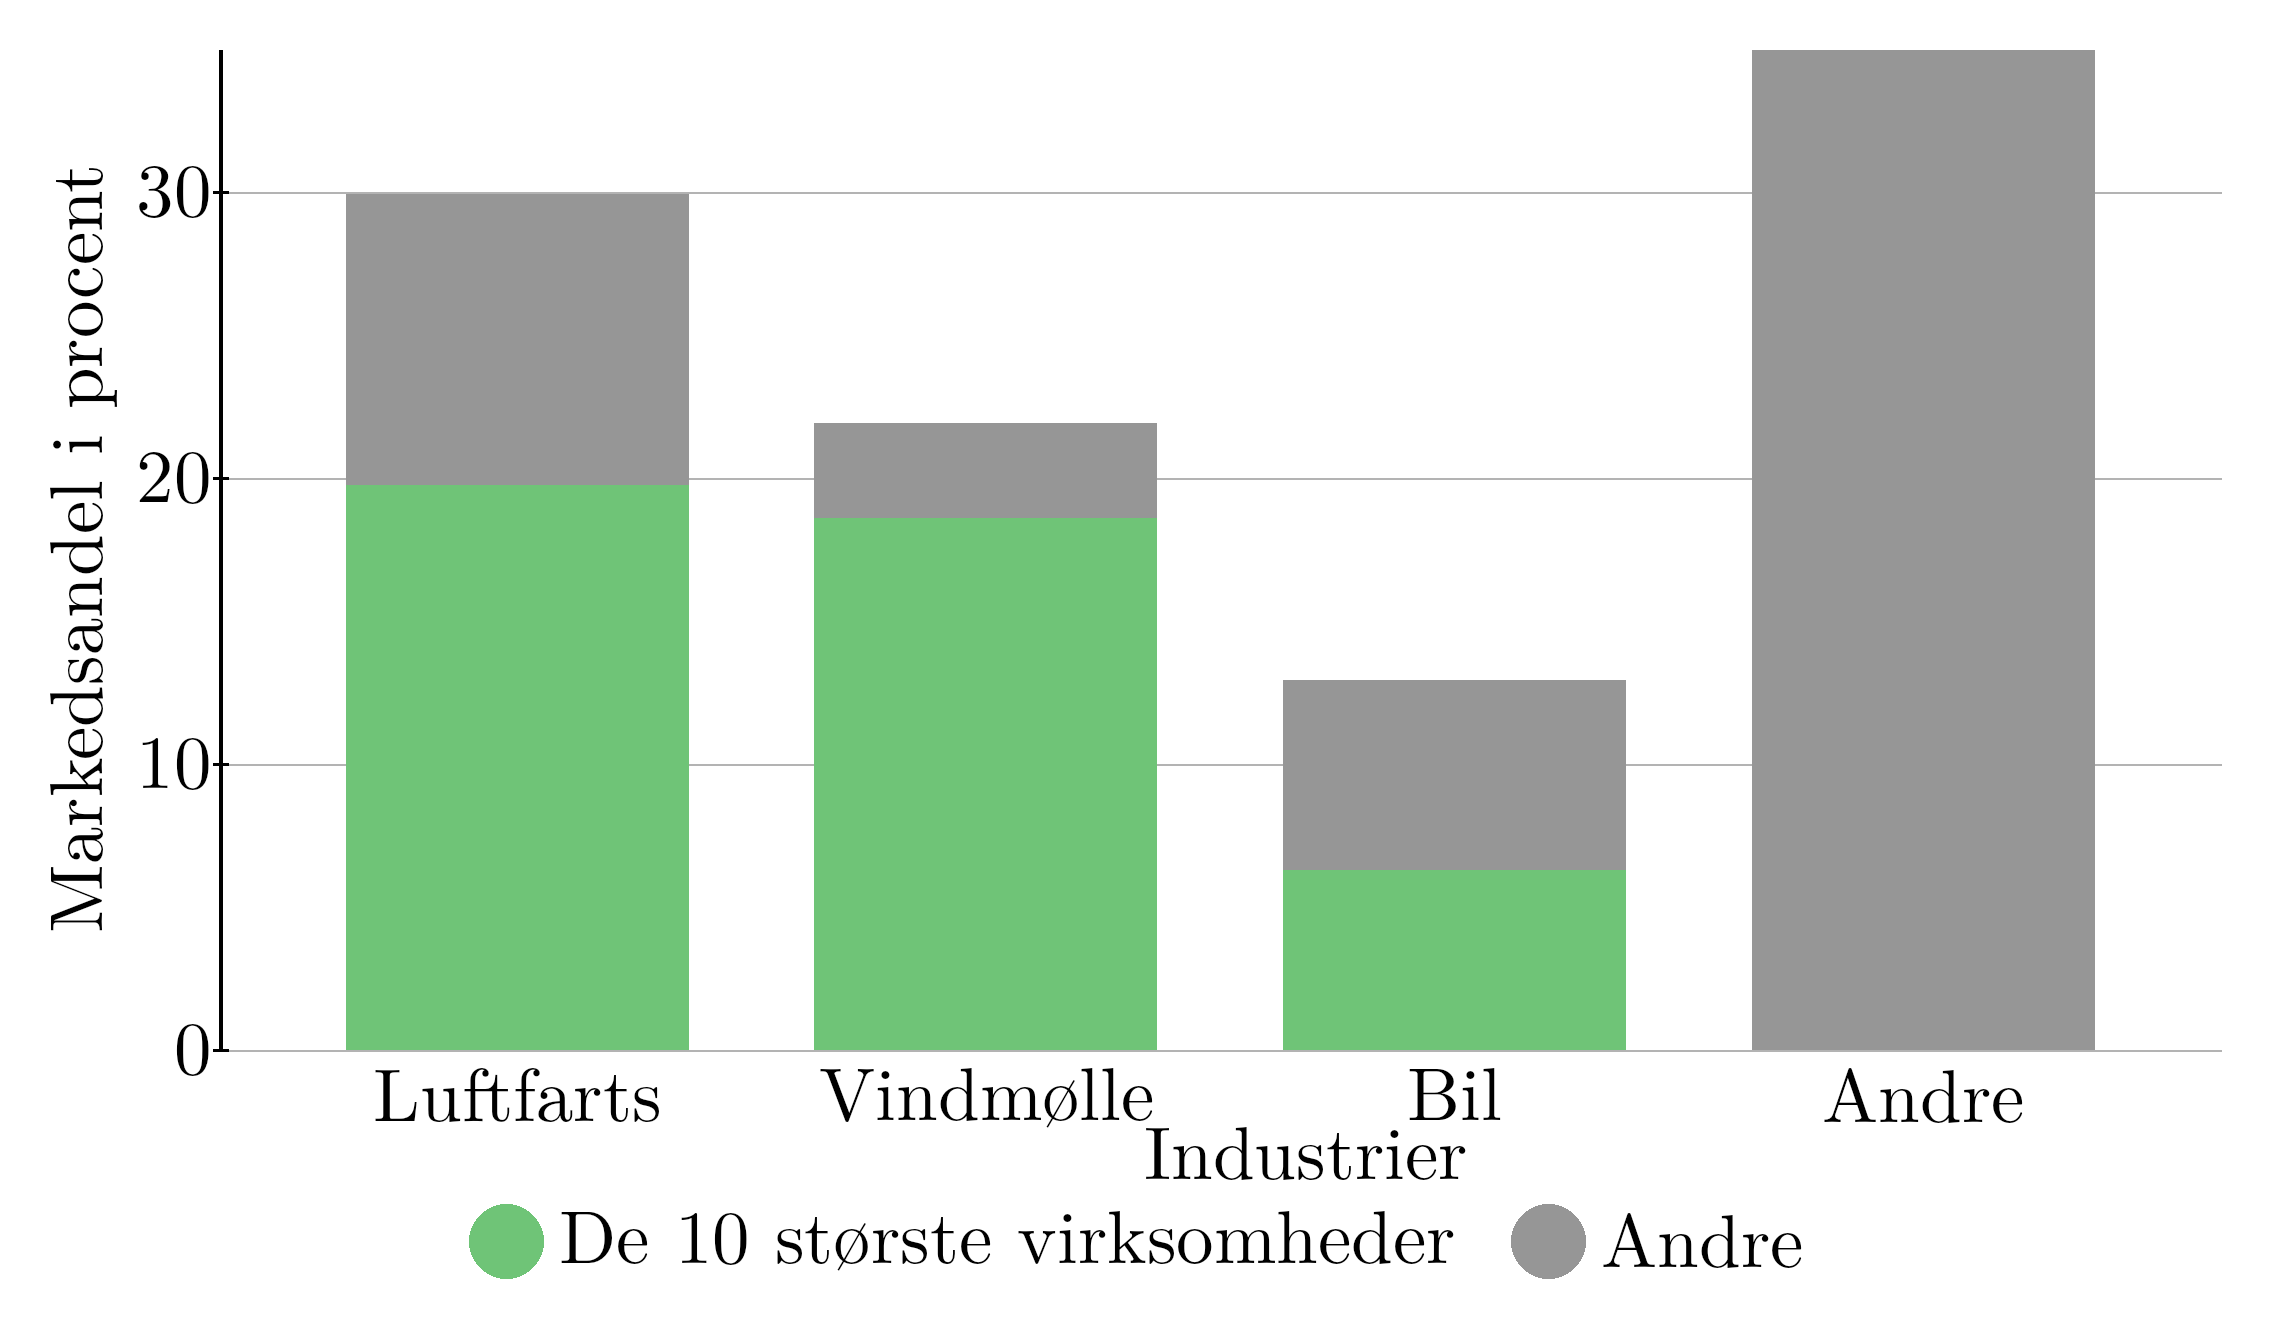 Markedsandel i procent
30
20
10
0
Luftfarts Vindmølle Bil Andre
Industrier
De 10 største virksomheder Andre